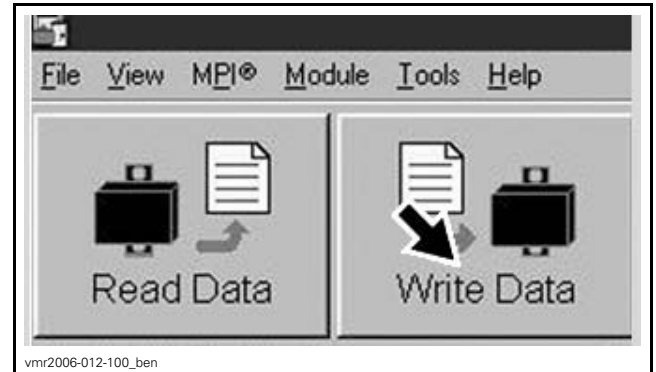 File View MPI® Module Tools Help
Read Data Write Data
vmr2006-012-100_ben